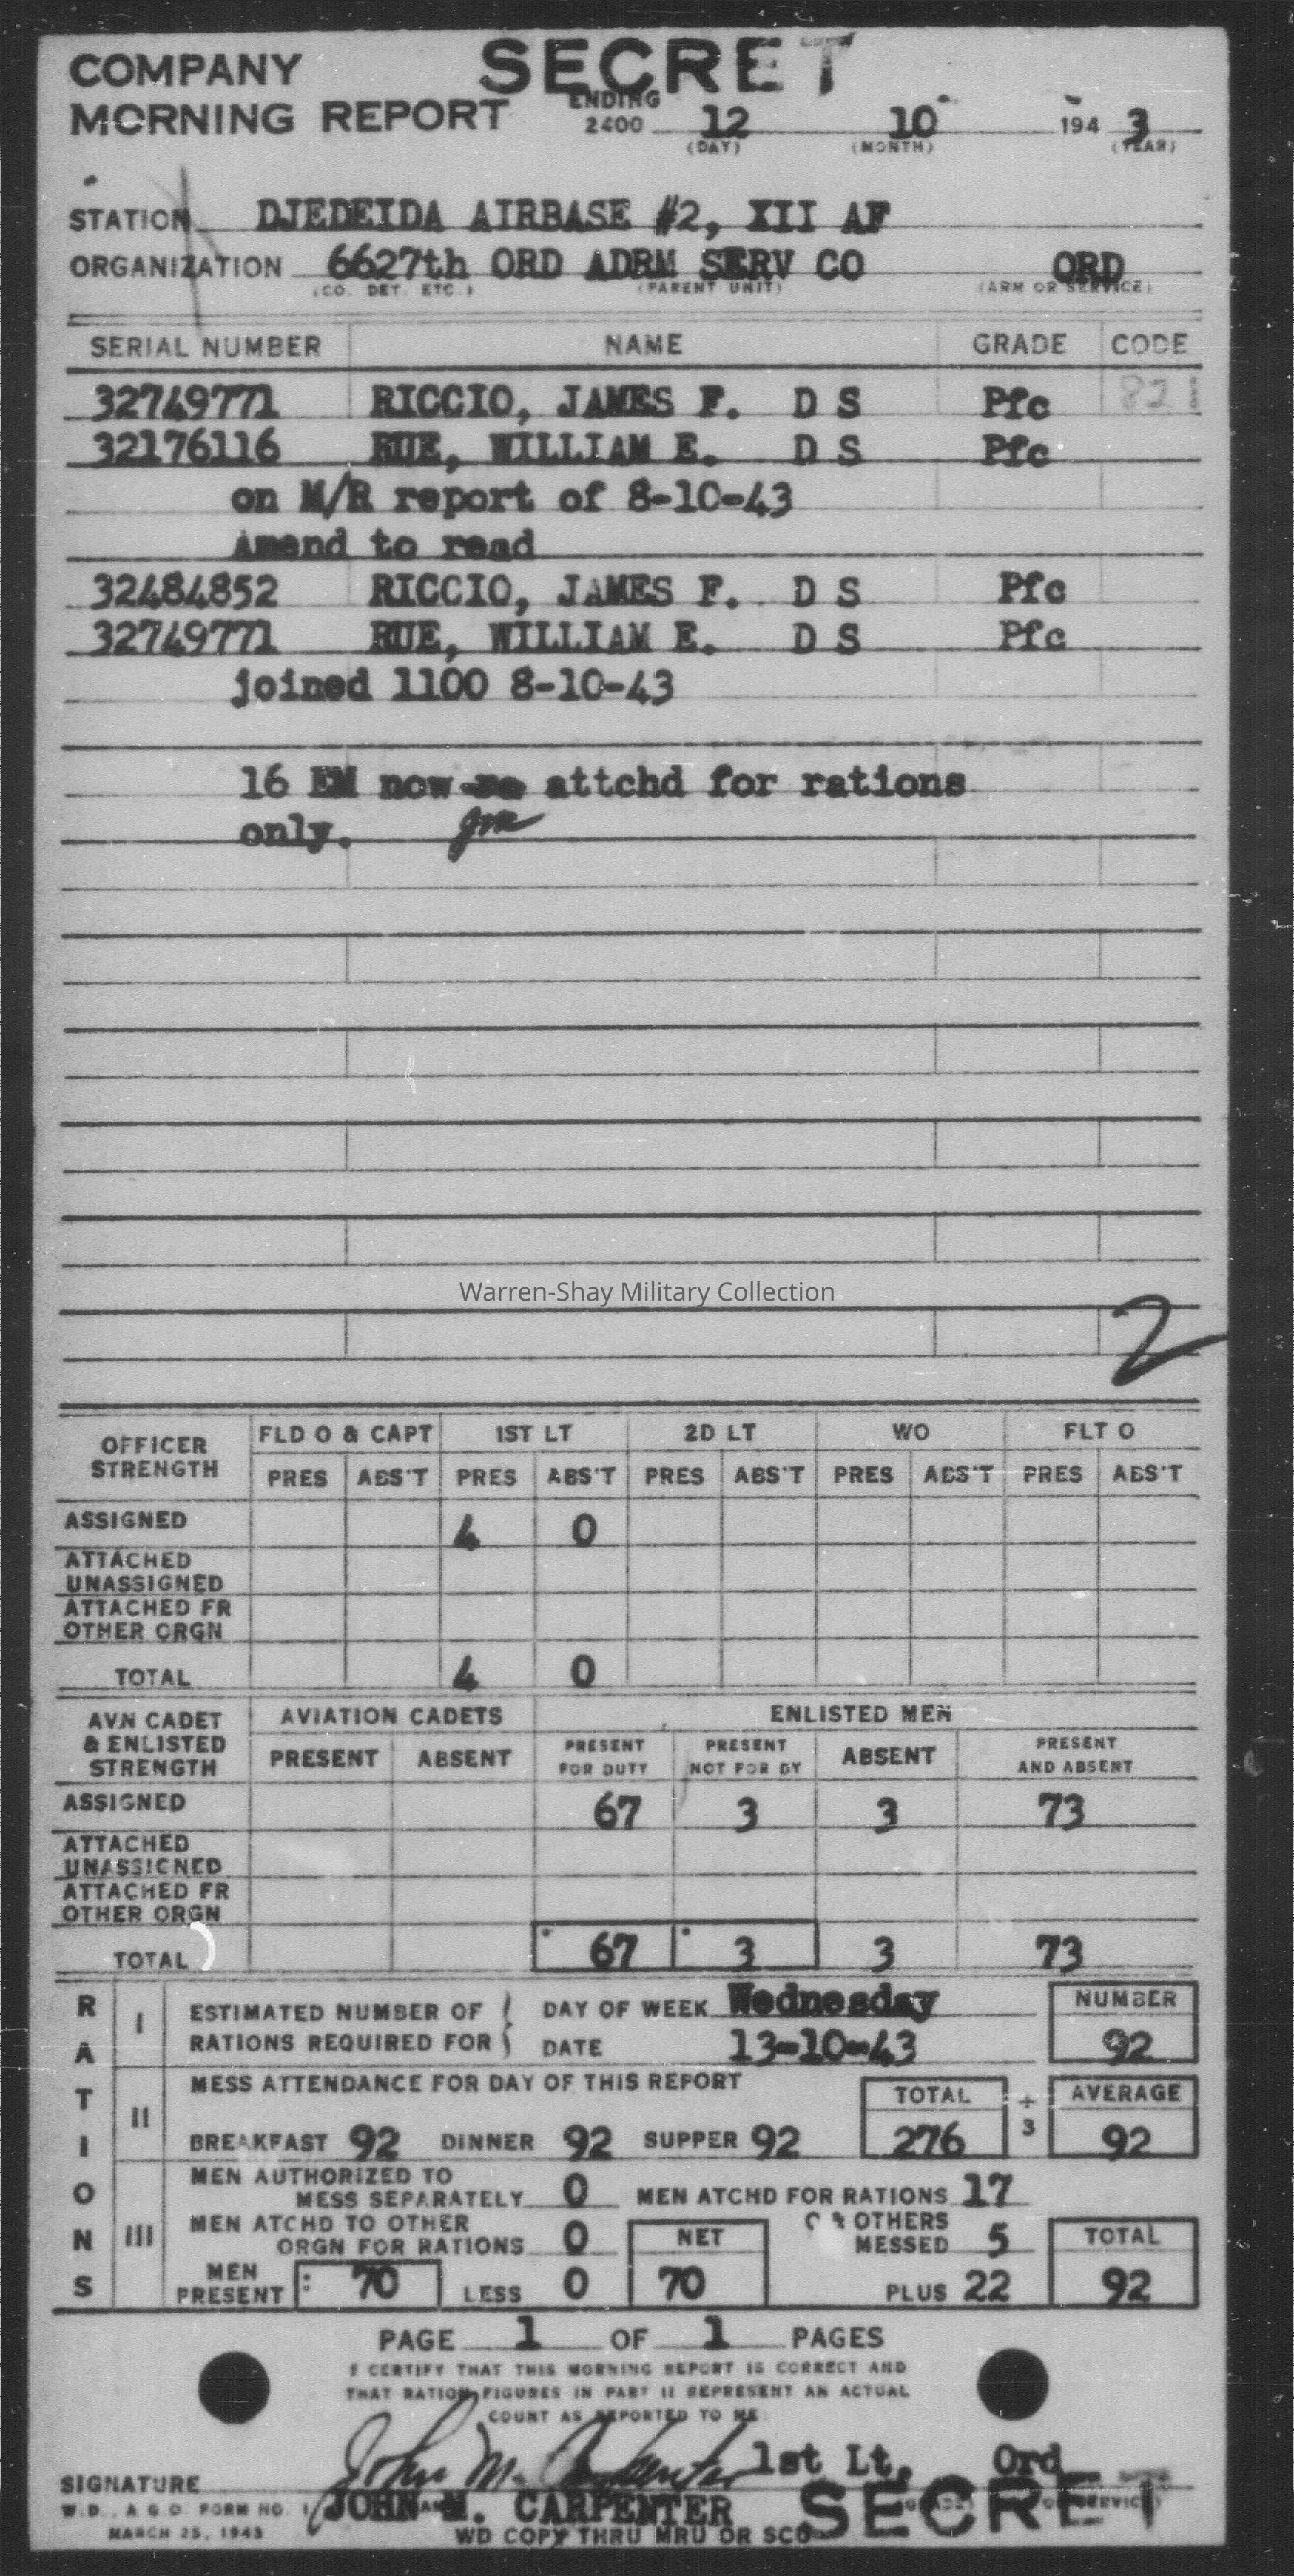 SECRET
COMPANY
MORNING REPORT ENDING 2400 12 10 194 3
(DAY) (MONTH) (YEAR)
STATION DJEDEIDA AIRBASE #2, XII AF
ORGANIZATION 6627th ORD ADRM SERV CO ORD
(CO. DET. ETC.) (PARENT UNIT) (ARM OR SERVICE)
SERIAL NUMBER NAME GRADE CODE
32749771 RICCIO, JAMES F. D S Pfc 821
32176116 RUE, WILLIAM E. D S Pfc
on M/R report of 8-10-43
Amend to read
32484852 RICCIO, JAMES F. D S Pfc
32749771 RUE, WILLIAM E. D S Pfc
joined 1100 8-10-43
16 EM now attchd for rations
only. jmc
Warren-Shay Military Collection
2
OFFICER STRENGTH FLD O & CAPT 1ST LT 2D LT WO FLT O
PRES ABS'T PRES ABS'T PRES ABS'T PRES ABS'T PRES ABS'T
ASSIGNED 4 0
ATTACHED UNASSIGNED
ATTACHED FR OTHER ORGN
TOTAL 4 0
AVN CADET & ENLISTED STRENGTH AVIATION CADETS ENLISTED MEN
PRESENT ABSENT PRESENT FOR DUTY PRESENT NOT FOR DY ABSENT PRESENT AND ABSENT
ASSIGNED 67 3 3 73
ATTACHED UNASSIGNED
ATTACHED FR OTHER ORGN
TOTAL 67 3 3 73
RATIONS
I ESTIMATED NUMBER OF RATIONS REQUIRED FOR DAY OF WEEK Wednesday NUMBER
DATE 13-10-43 92
II MESS ATTENDANCE FOR DAY OF THIS REPORT TOTAL ÷ 3 AVERAGE
BREAKFAST 92 DINNER 92 SUPPER 92 276 92
III MEN AUTHORIZED TO MESS SEPARATELY 0 MEN ATCHD FOR RATIONS 17
MEN ATCHD TO OTHER ORGN FOR RATIONS 0 NET & OTHERS MESSED 5 TOTAL
MEN PRESENT 70 LESS 0 70 PLUS 22 92
PAGE 1 OF 1 PAGES
I CERTIFY THAT THIS MORNING REPORT IS CORRECT AND
THAT RATION FIGURES IN PART II REPRESENT AN ACTUAL
COUNT AS REPORTED TO ME
John M. Carpenter 1st Lt. Ord
SIGNATURE
W.D., A G O FORM NO. 1 JOHN M. CARPENTER SECRET
MARCH 25, 1943 WD COPY THRU MRU OR SCO